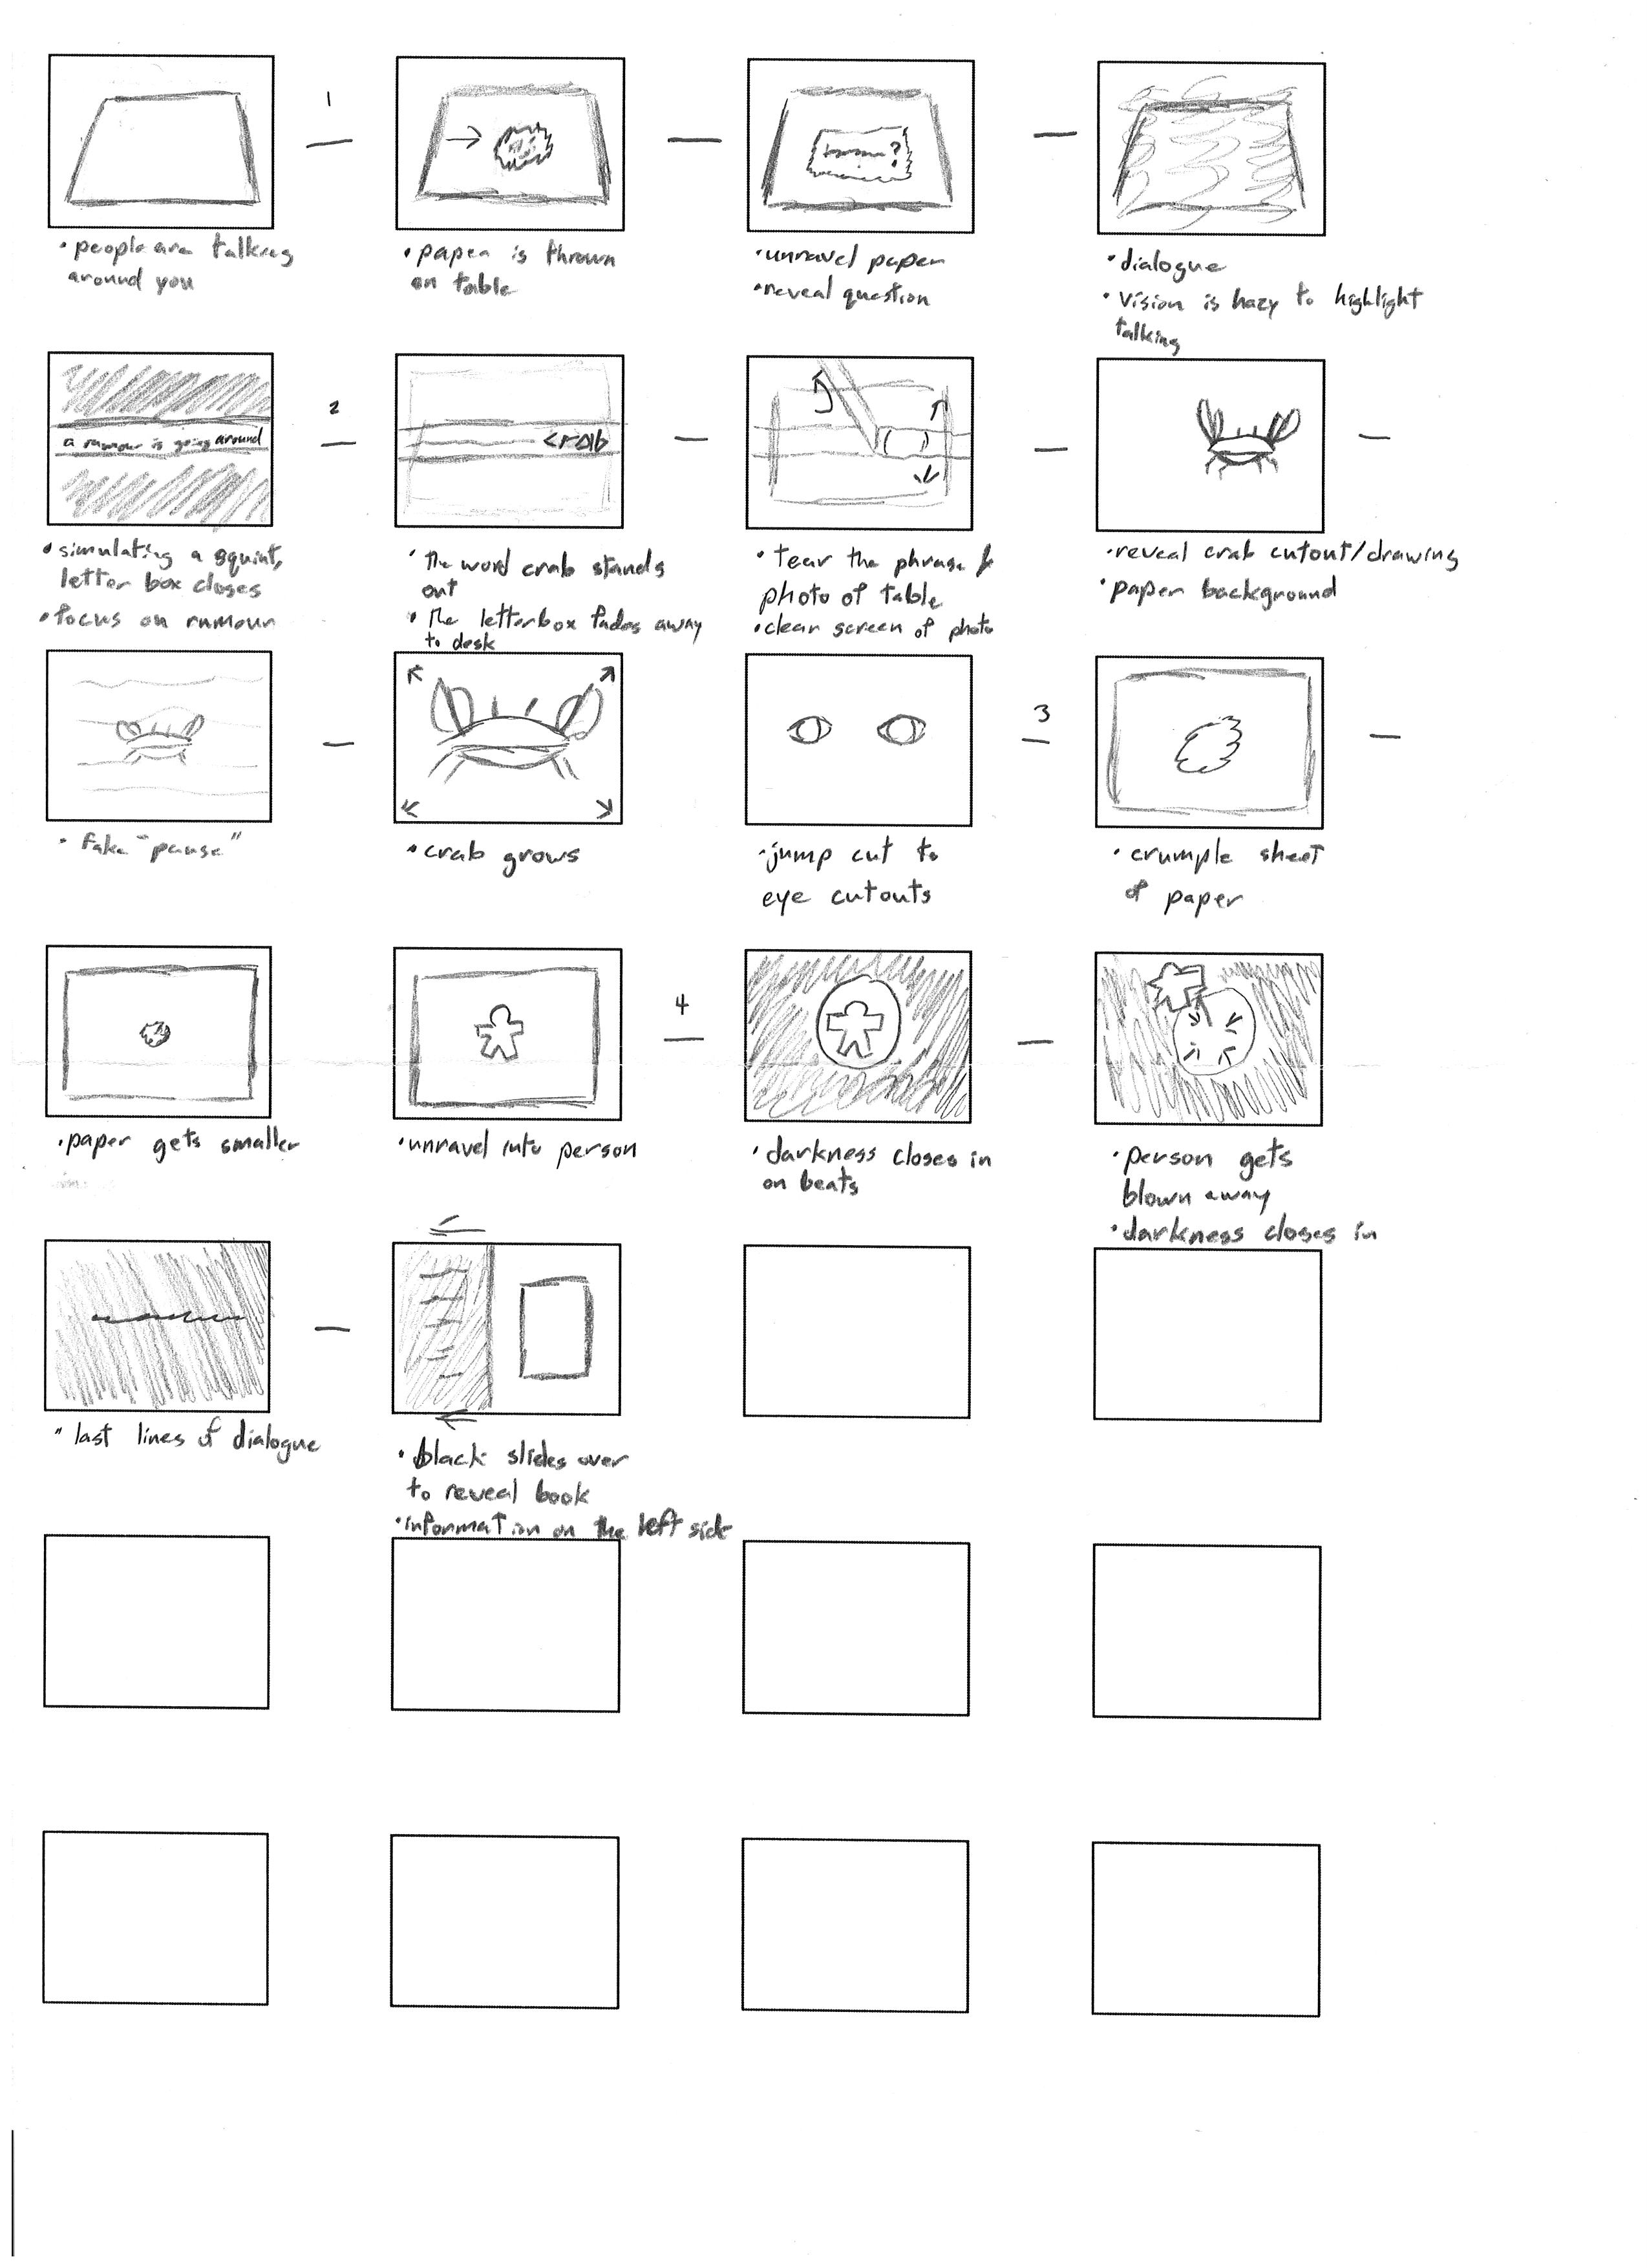 1
?
• people are talking
around you
• paper is thrown
on table
• unravel paper
• reveal question
• dialogue
• vision is hazy to highlight
talking
a rumour is going around
2
crab
• simulating a squint,
letter box closes
• focus on rumour
• the word crab stands
out
• the letterbox fades away
to desk
• tear the phrase &
photo of table
• clear screen of photo
• reveal crab cutout/drawing
• paper background
3
• fake "pause"
• crab grows
• jump cut to
eye cutouts
• crumple sheet
of paper
4
• paper gets smaller
• unravel into person
• darkness closes in
on beats
• person gets
blown away
• darkness closes in
" last lines of dialogue
• black slides over
to reveal book
• information on the left side